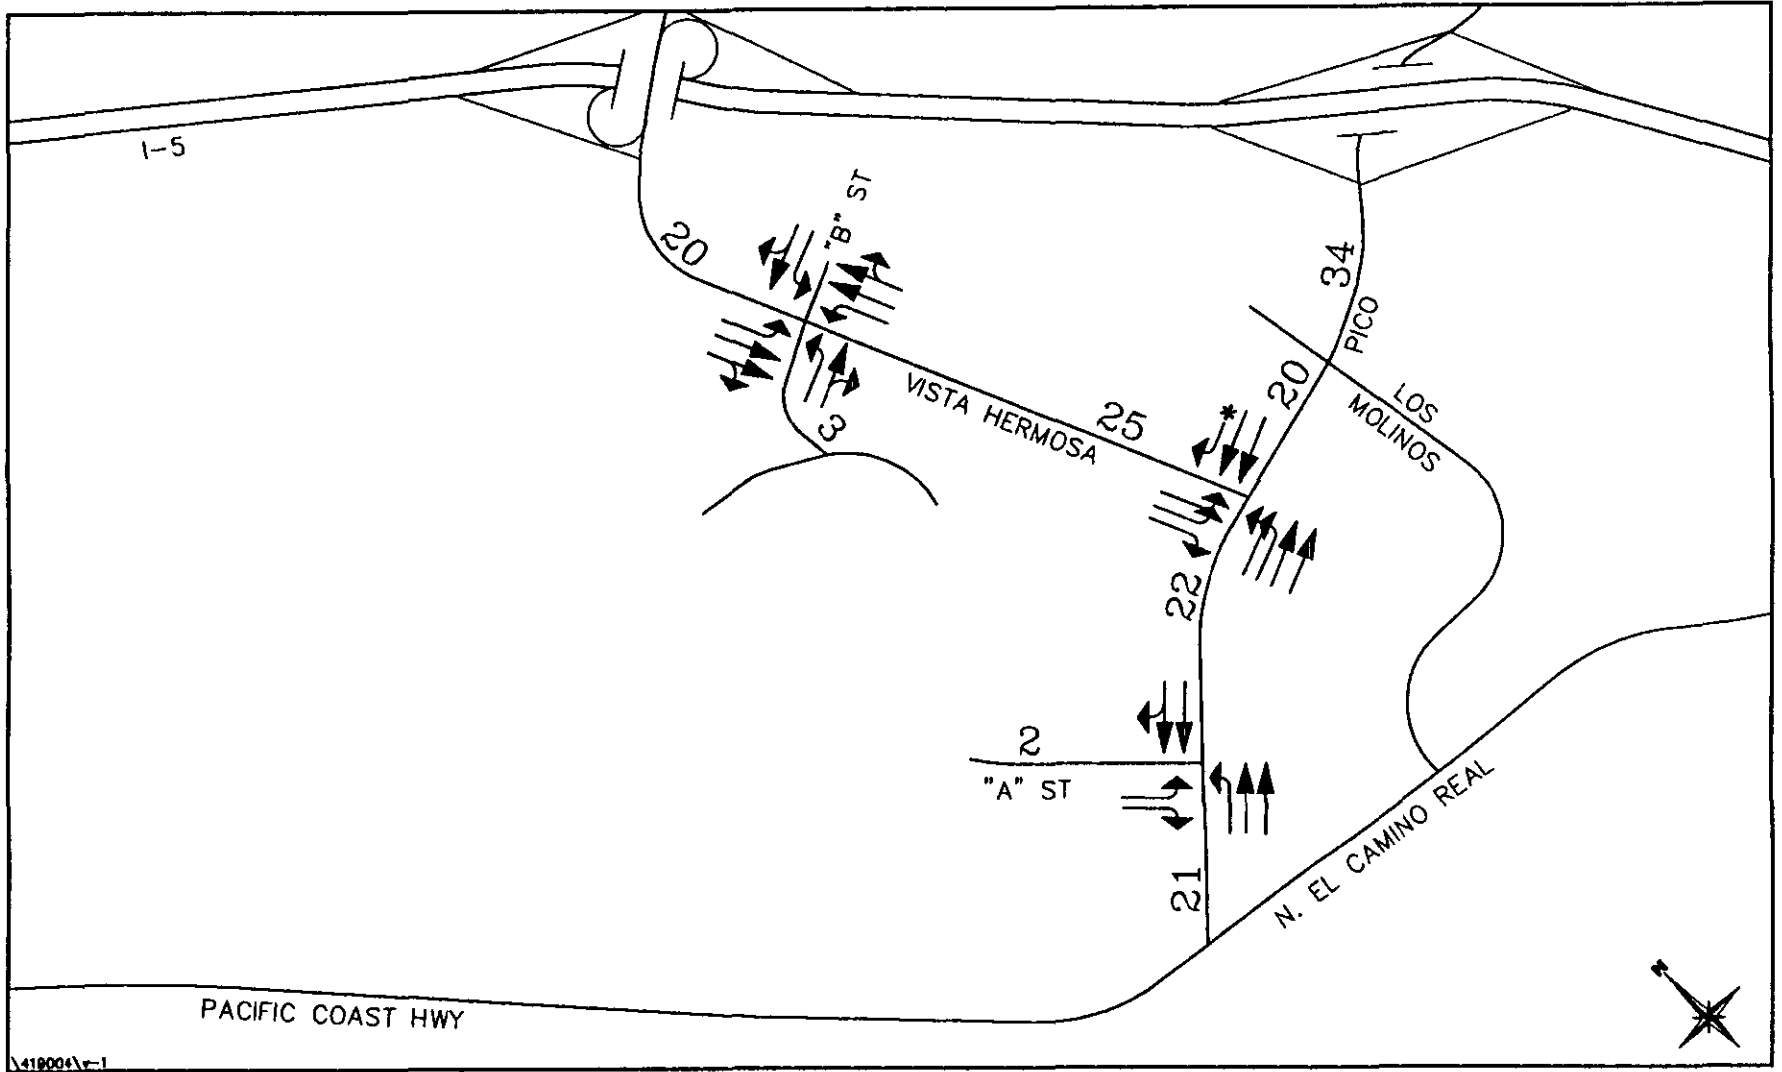 I-5
"B" ST
20
34
PICO
3
VISTA HERMOSA
25
*
20
LOS
MOLINOS
22
2
"A" ST
21
N. EL CAMINO REAL
PACIFIC COAST HWY
N